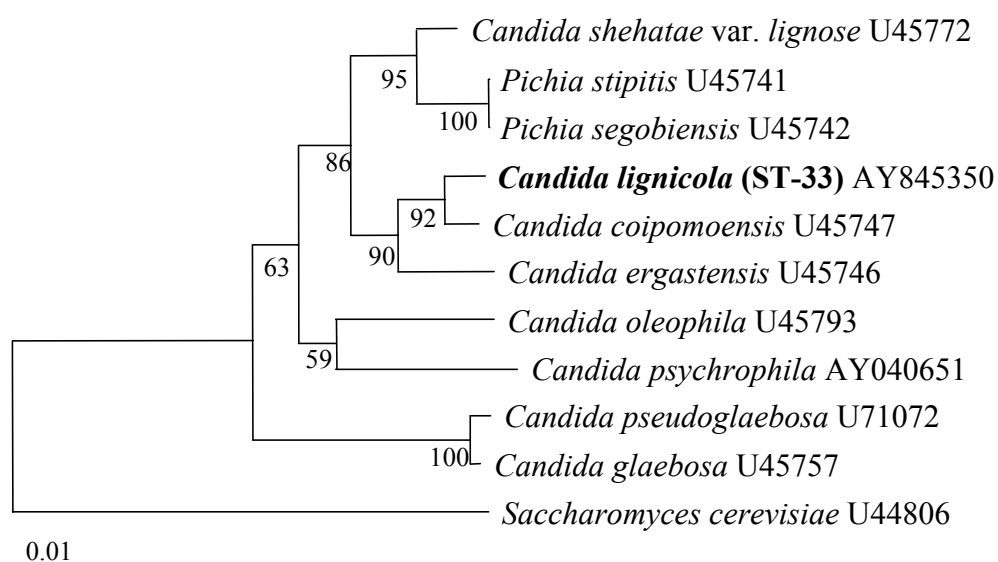 Candida shehatae var. lignose U45772
95
Pichia stipitis U45741
100
Pichia segobiensis U45742
86
Candida lignicola (ST-33) AY845350
92
Candida coipomoensis U45747
90
63
Candida ergastensis U45746
Candida oleophila U45793
59
Candida psychrophila AY040651
Candida pseudoglaebosa U71072
100
Candida glaebosa U45757
Saccharomyces cerevisiae U44806
0.01